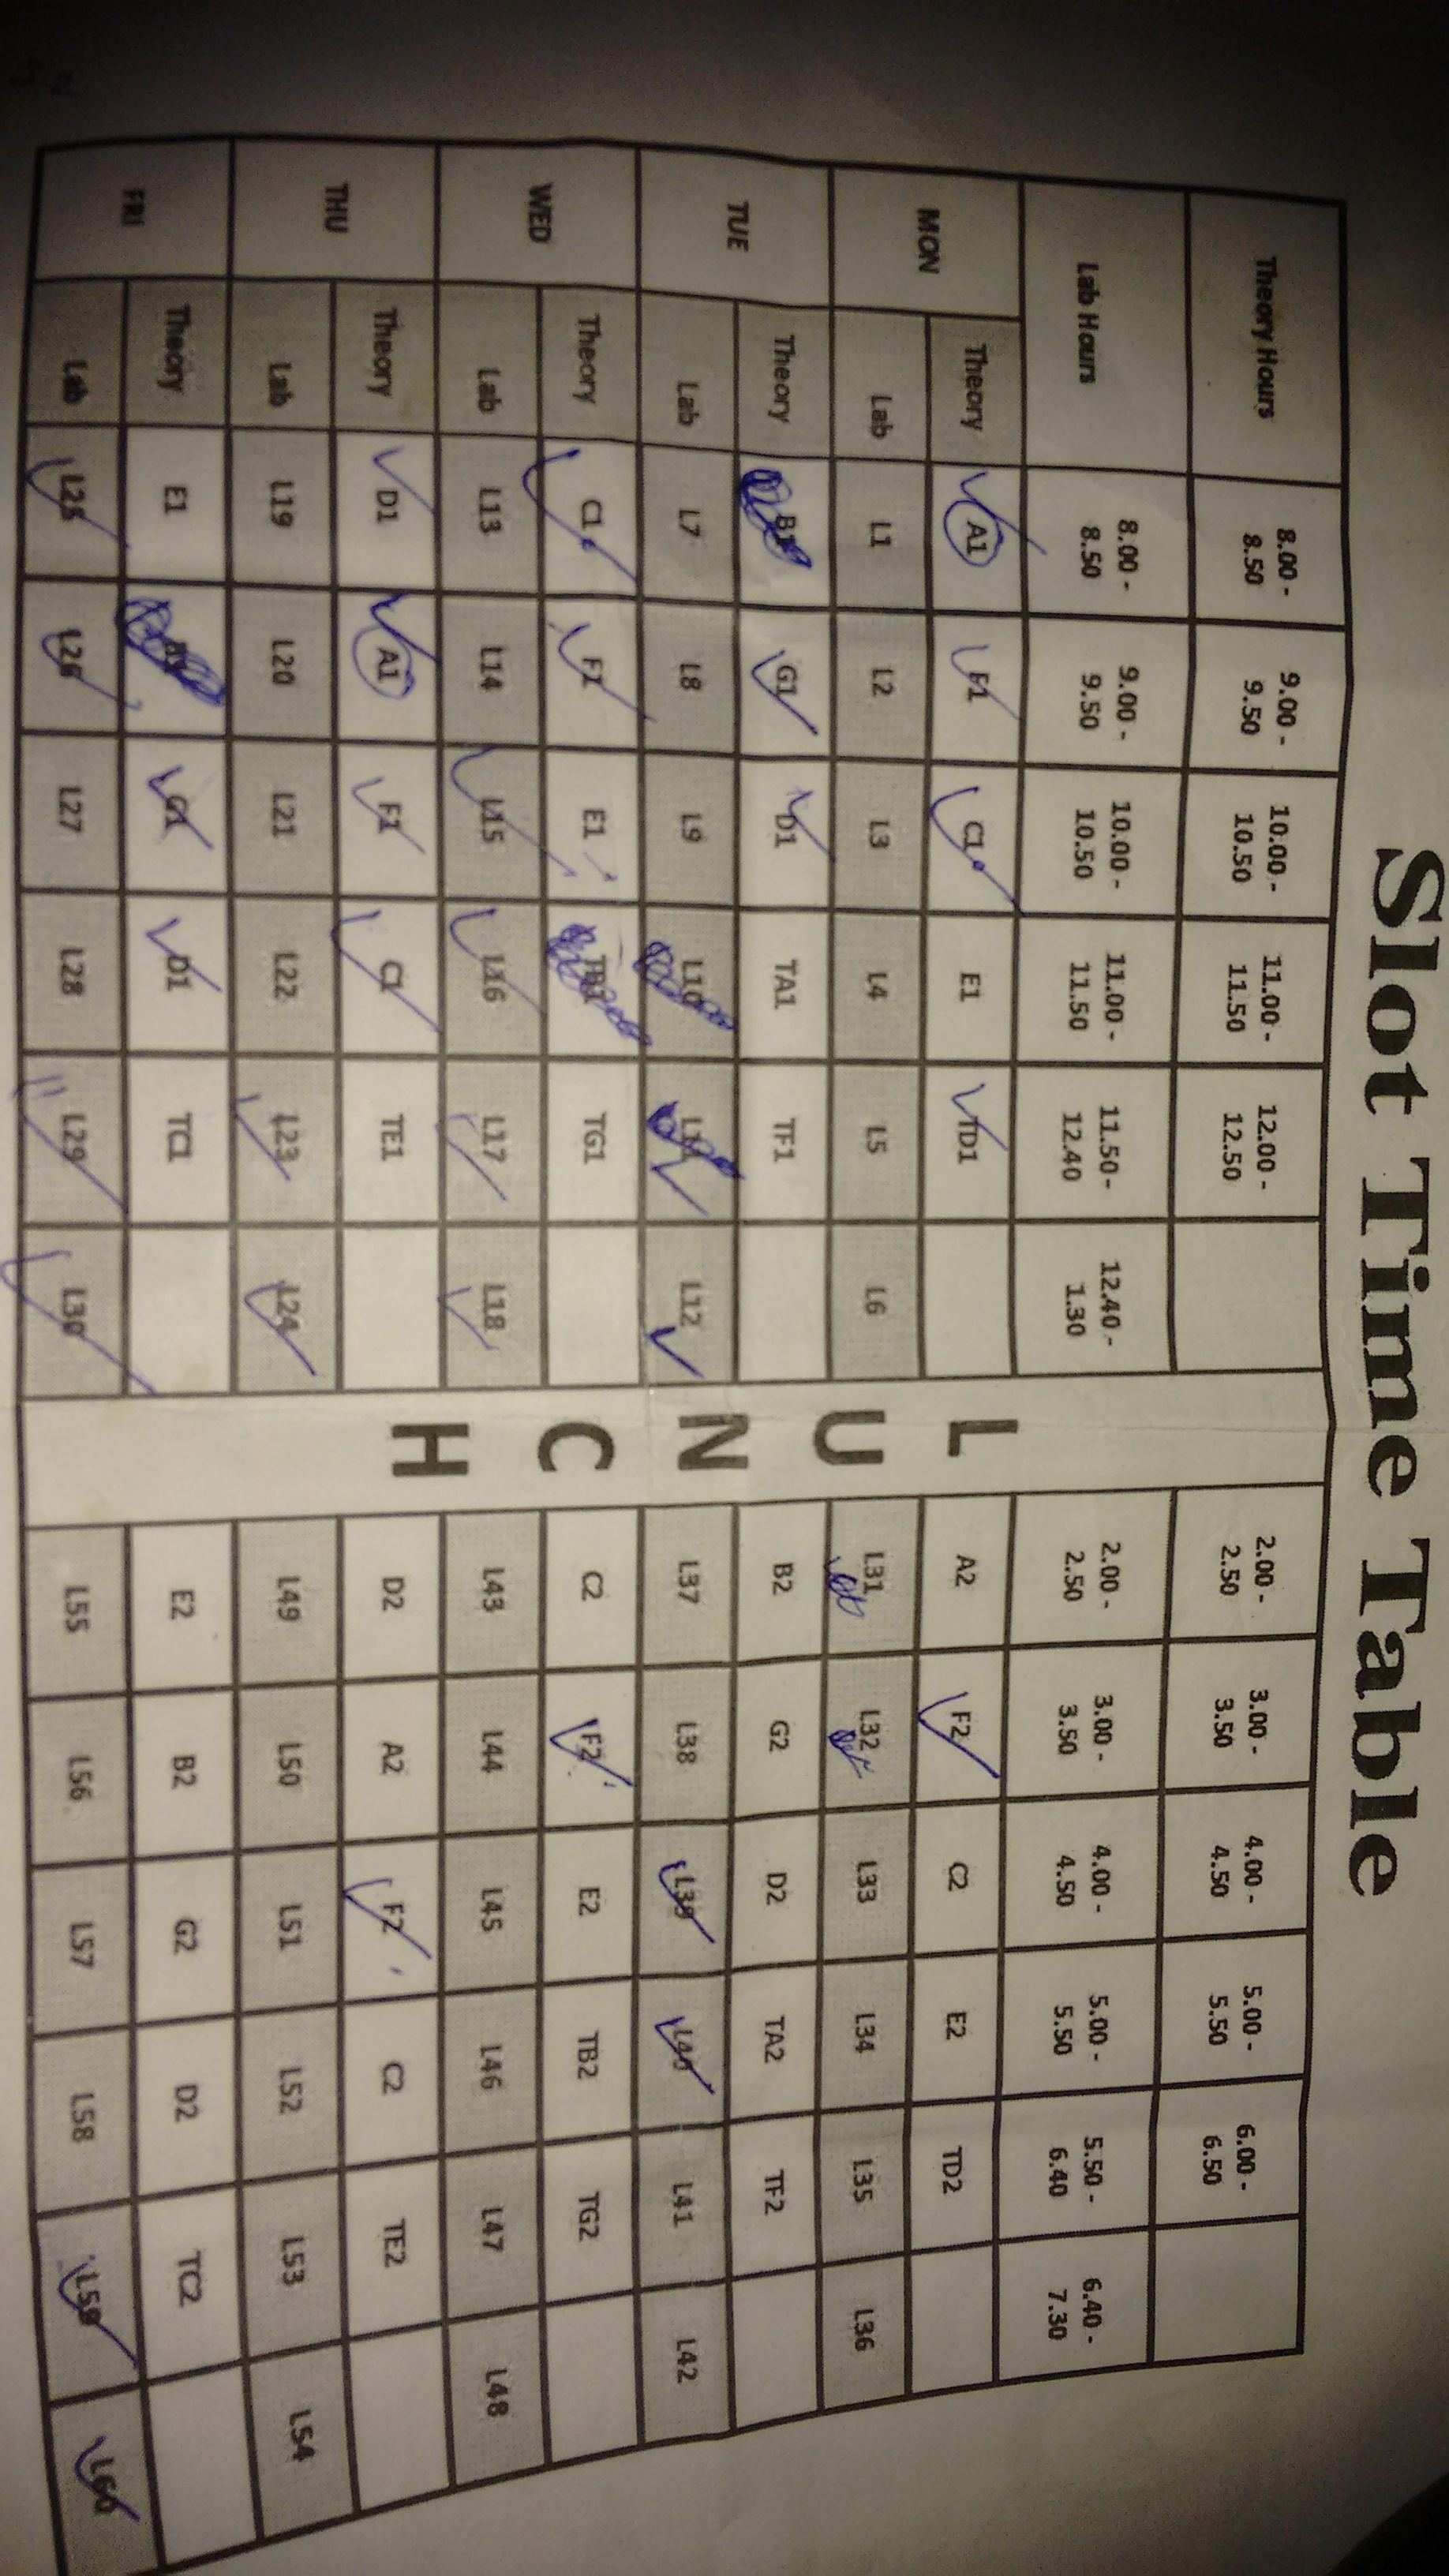 Slot Time Table
Theory Hours 8.00 - 8.50 9.00 - 9.50 10.00 - 10.50 11.00 - 11.50 12.00 - 12.50 2.00 - 2.50 3.00 - 3.50 4.00 - 4.50 5.00 - 5.50 6.00 - 6.50
Lab Hours 8.00 - 8.50 9.00 - 9.50 10.00 - 10.50 11.00 - 11.50 11.50- 12.40 12.40 - 1.30 2.00 - 2.50 3.00 - 3.50 4.00 - 4.50 5.00 - 5.50 5.50 - 6.40 6.40 - 7.30
LUNCH
MON
Theory A1 F1 C1 E1 TD1 A2 F2 C2 E2 TD2
Lab L1 L2 L3 L4 L5 L6 L31 L32 L33 L34 L35 L36
TUE
Theory B1 G1 D1 TA1 TF1 B2 G2 D2 TA2 TF2
Lab L7 L8 L9 L10 L11 L12 L37 L38 L39 L40 L41 L42
WED
Theory C1 F1 E1 TB1 TG1 C2 F2 E2 TB2 TG2
Lab L13 L14 L15 L16 L17 L18 L43 L44 L45 L46 L47 L48
THU
Theory D1 A1 F1 C1 TE1 D2 A2 F2 C2 TE2
Lab L19 L20 L21 L22 L23 L24 L49 L50 L51 L52 L53 L54
FRI
Theory E1 B1 G1 D1 TC1 E2 B2 G2 D2 TC2
Lab L25 L26 L27 L28 L29 L30 L55 L56 L57 L58 L59 L60